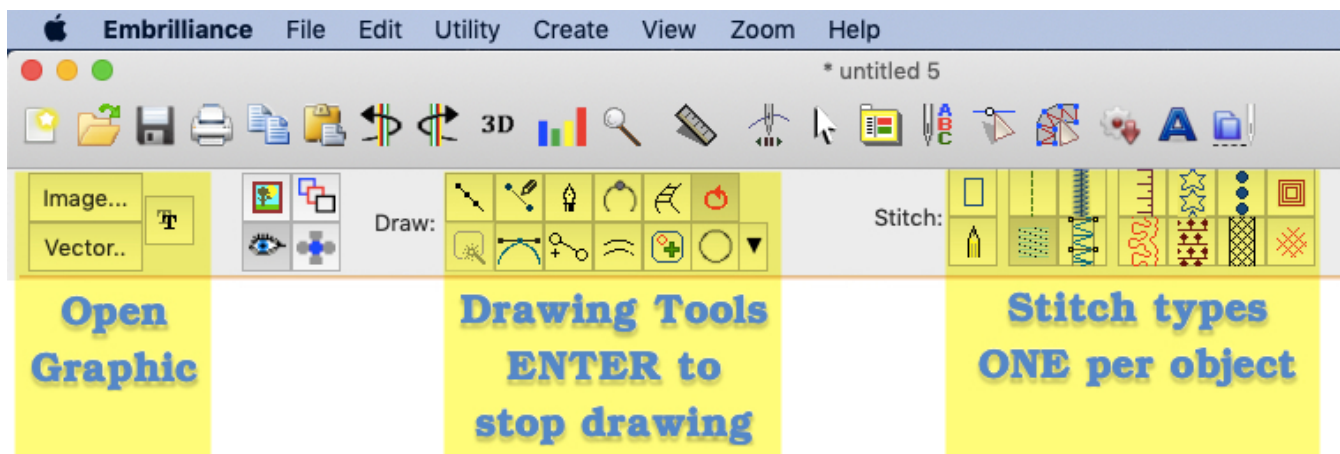 Embrilliance File Edit Utility Create View Zoom Help
* untitled 5
3D A B C A
Image... T Draw: Stitch:
Vector..
Open
Graphic
Drawing Tools
ENTER to
stop drawing
Stitch types
ONE per object